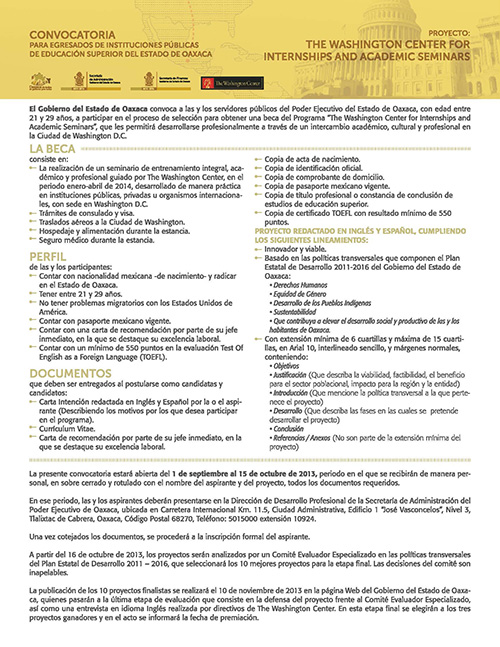 CONVOCATORIA
PARA EGRESADOS DE INSTITUCIONES PÚBLICAS
DE EDUCACIÓN SUPERIOR DEL ESTADO DE OAXACA
PROYECTO:
THE WASHINGTON CENTER FOR
INTERNSHIPS AND ACADEMIC SEMINARS
The Washington Center
El Gobierno del Estado de Oaxaca convoca a las y los servidores públicos del Poder Ejecutivo del Estado de Oaxaca, con edad entre
21 y 29 años, a participar en el proceso de selección para obtener una beca del Programa "The Washington Center for Internships and
Academic Seminars", que les permitirá desarrollarse profesionalmente a través de un intercambio académico, cultural y profesional en
la Ciudad de Washington D.C.
LA BECA
consiste en:
La realización de un seminario de entrenamiento integral, aca-
démico y profesional guiado por The Washington Center, en el
periodo enero-abril de 2014, desarrollado de manera práctica
en instituciones públicas, privadas u organismos internaciona-
les, con sede en Washington D.C.
Trámites de consulado y visa.
Traslados aéreos a la Ciudad de Washington.
Hospedaje y alimentación durante la estancia.
Seguro médico durante la estancia.
PERFIL
de las y los participantes:
Contar con nacionalidad mexicana -de nacimiento- y radicar
en el Estado de Oaxaca.
Tener entre 21 y 29 años.
No tener problemas migratorios con los Estados Unidos de
América.
Contar con pasaporte mexicano vigente.
Contar con una carta de recomendación por parte de su jefe
inmediato, en la que se destaque su excelencia laboral.
Contar con un mínimo de 550 puntos en la evaluación Test Of
English as a Foreign Language (TOEFL).
DOCUMENTOS
que deben ser entregados al postularse como candidatas y
candidatos:
Carta Intención redactada en Inglés y Español por la o el aspi-
rante (Describiendo los motivos por los que desea participar
en el programa).
Currículum Vitae.
Carta de recomendación por parte de su jefe inmediato, en la
que se destaque su excelencia laboral.
Copia de acta de nacimiento.
Copia de identificación oficial.
Copia de comprobante de domicilio.
Copia de pasaporte mexicano vigente.
Copia de título profesional o constancia de conclusión de
estudios de educación superior.
Copia de certificado TOEFL con resultado mínimo de 550
puntos.
PROYECTO REDACTADO EN INGLÉS Y ESPAÑOL, CUMPLIENDO
LOS SIGUIENTES LINEAMIENTOS:
Innovador y viable.
Basado en las políticas transversales que componen el Plan
Estatal de Desarrollo 2011-2016 del Gobierno del Estado de
Oaxaca:
• Derechos Humanos
• Equidad de Género
• Desarrollo de los Pueblos Indígenas
• Sustentabilidad
• Que contribuya a elevar el desarrollo social y productivo de las y los
habitantes de Oaxaca.
Con extensión mínima de 6 cuartillas y máxima de 15 cuarti-
llas, en Arial 10, interlineado sencillo, y márgenes normales,
conteniendo:
• Objetivos
• Justificación (Que describa la viabilidad, factibilidad, el beneficio
para el sector poblacional, impacto para la región y la entidad)
• Introducción (Que mencione la política transversal a la que perte-
nece el proyecto)
• Desarrollo (Que describa las fases en las cuales se pretende
desarrollar el proyecto)
• Conclusión
• Referencias / Anexos (No son parte de la extensión mínima del
proyecto)
La presente convocatoria estará abierta del 1 de septiembre al 15 de octubre de 2013, periodo en el que se recibirán de manera per-
sonal, en sobre cerrado y rotulado con el nombre del aspirante y del proyecto, todos los documentos requeridos.
En ese periodo, las y los aspirantes deberán presentarse en la Dirección de Desarrollo Profesional de la Secretaría de Administración del
Poder Ejecutivo de Oaxaca, ubicada en Carretera Internacional Km. 11.5, Ciudad Administrativa, Edificio 1 "José Vasconcelos", Nivel 3,
Tlalixtac de Cabrera, Oaxaca, Código Postal 68270, Teléfono: 5015000 extensión 10924.
Una vez cotejados los documentos, se procederá a la inscripción formal del aspirante.
A partir del 16 de octubre de 2013, los proyectos serán analizados por un Comité Evaluador Especializado en las políticas transversales
del Plan Estatal de Desarrollo 2011 – 2016, que seleccionará los 10 mejores proyectos para la etapa final. Las decisiones del comité son
inapelables.
La publicación de los 10 proyectos finalistas se realizará el 10 de noviembre de 2013 en la página Web del Gobierno del Estado de Oaxa-
ca, quienes pasarán a la última etapa de evaluación que consiste en la defensa del proyecto frente al Comité Evaluador Especializado,
así como una entrevista en idioma Inglés realizada por directivos de The Washington Center. En esta etapa final se elegirán a los tres
proyectos ganadores y en el acto se informará la fecha de premiación.